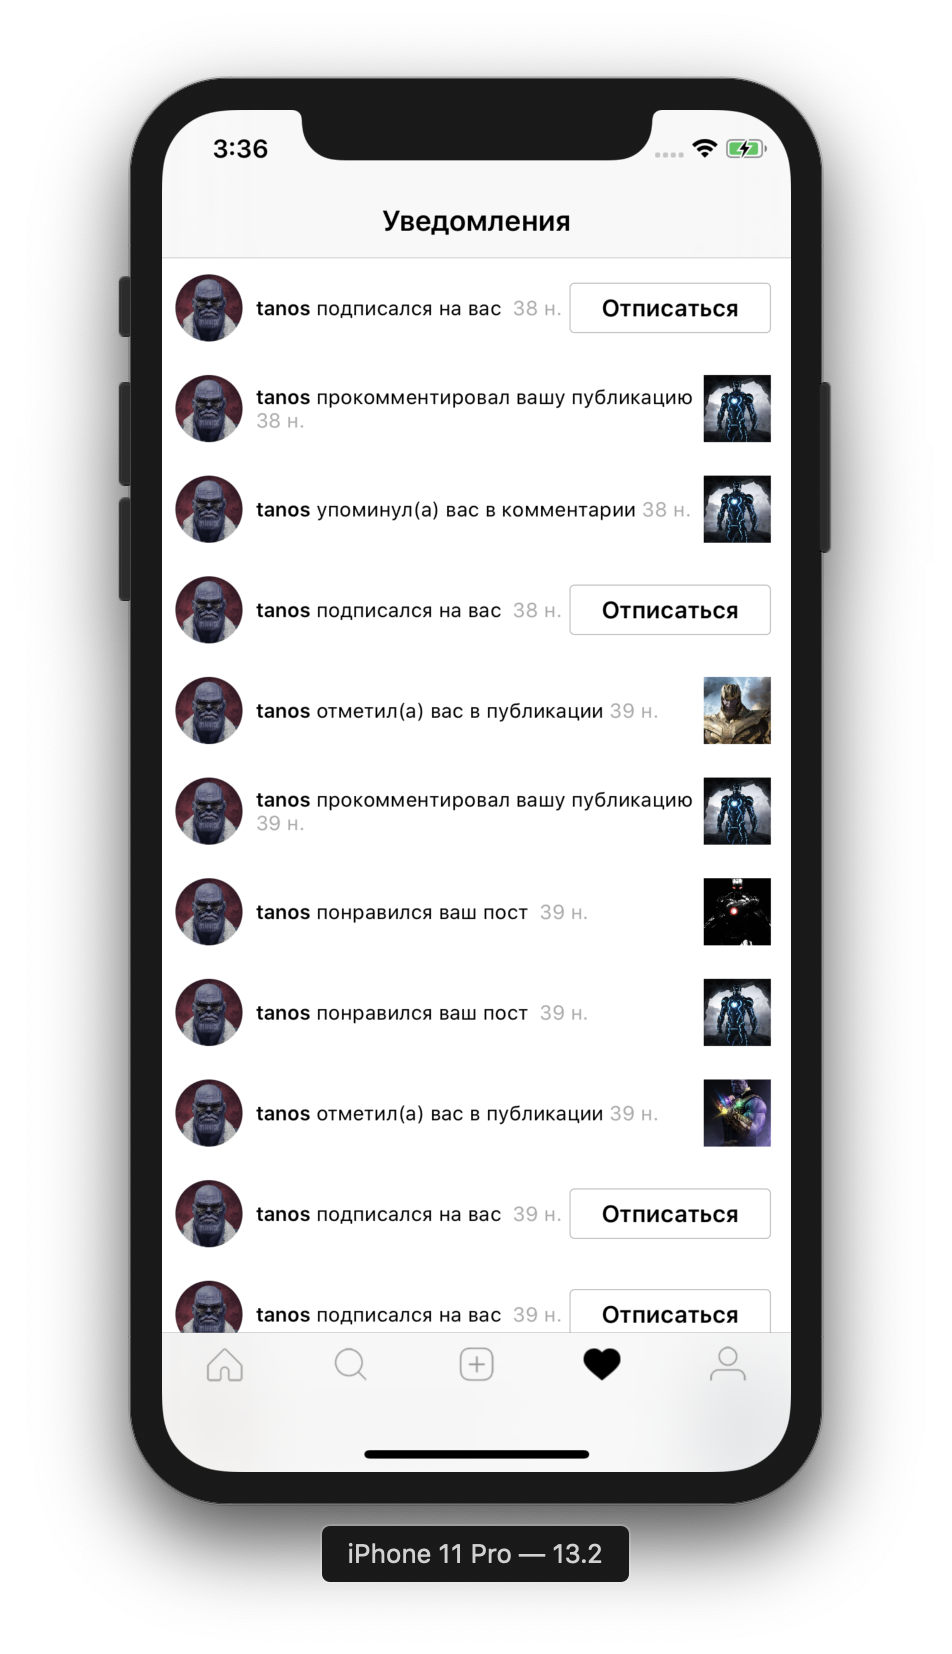 3:36
Уведомления
tanos подписался на вас 38 н. Отписаться
tanos прокомментировал вашу публикацию
38 н.
tanos упоминул(а) вас в комментарии 38 н.
tanos подписался на вас 38 н. Отписаться
tanos отметил(а) вас в публикации 39 н.
tanos прокомментировал вашу публикацию
39 н.
tanos понравился ваш пост 39 н.
tanos понравился ваш пост 39 н.
tanos отметил(а) вас в публикации 39 н.
tanos подписался на вас 39 н. Отписаться
tanos подписался на вас 39 н. Отписаться
iPhone 11 Pro — 13.2